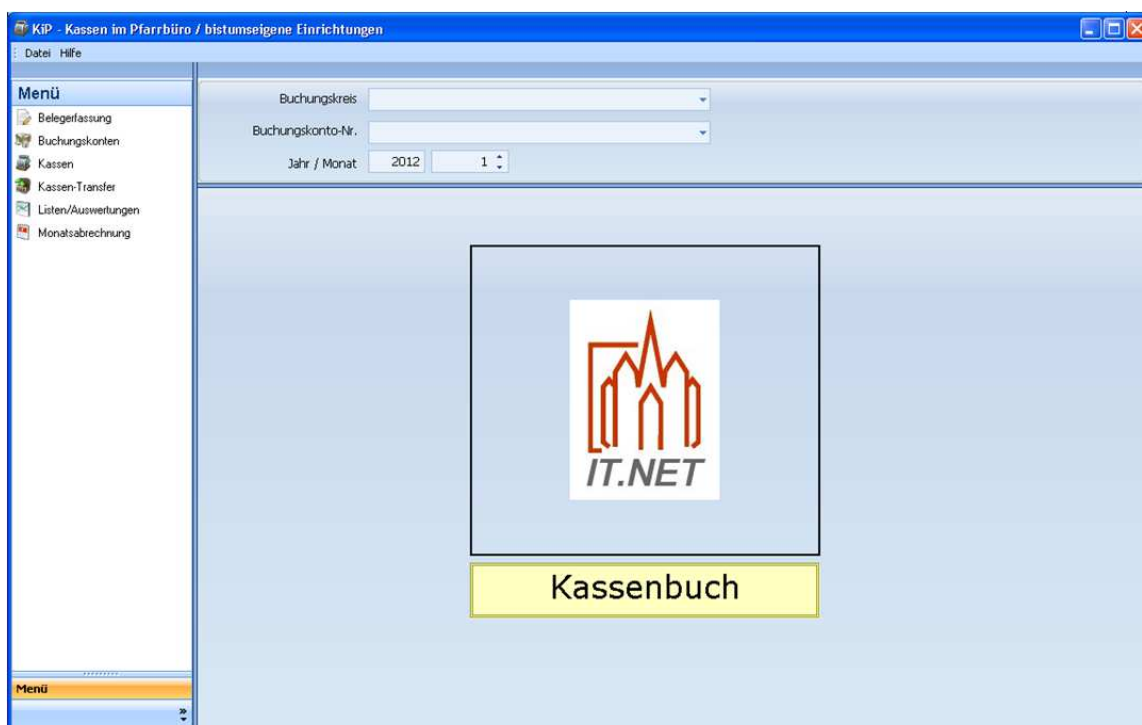 KiP - Kassen im Pfarrbüro / bistumseigene Einrichtungen
Datei Hilfe
Menü
Belegerfassung
Buchungskonten
Kassen
Kassen-Transfer
Listen/Auswertungen
Monatsabrechnung
Buchungskreis
Buchungskonto-Nr.
Jahr / Monat 2012 1
IT.NET
Kassenbuch
Menü